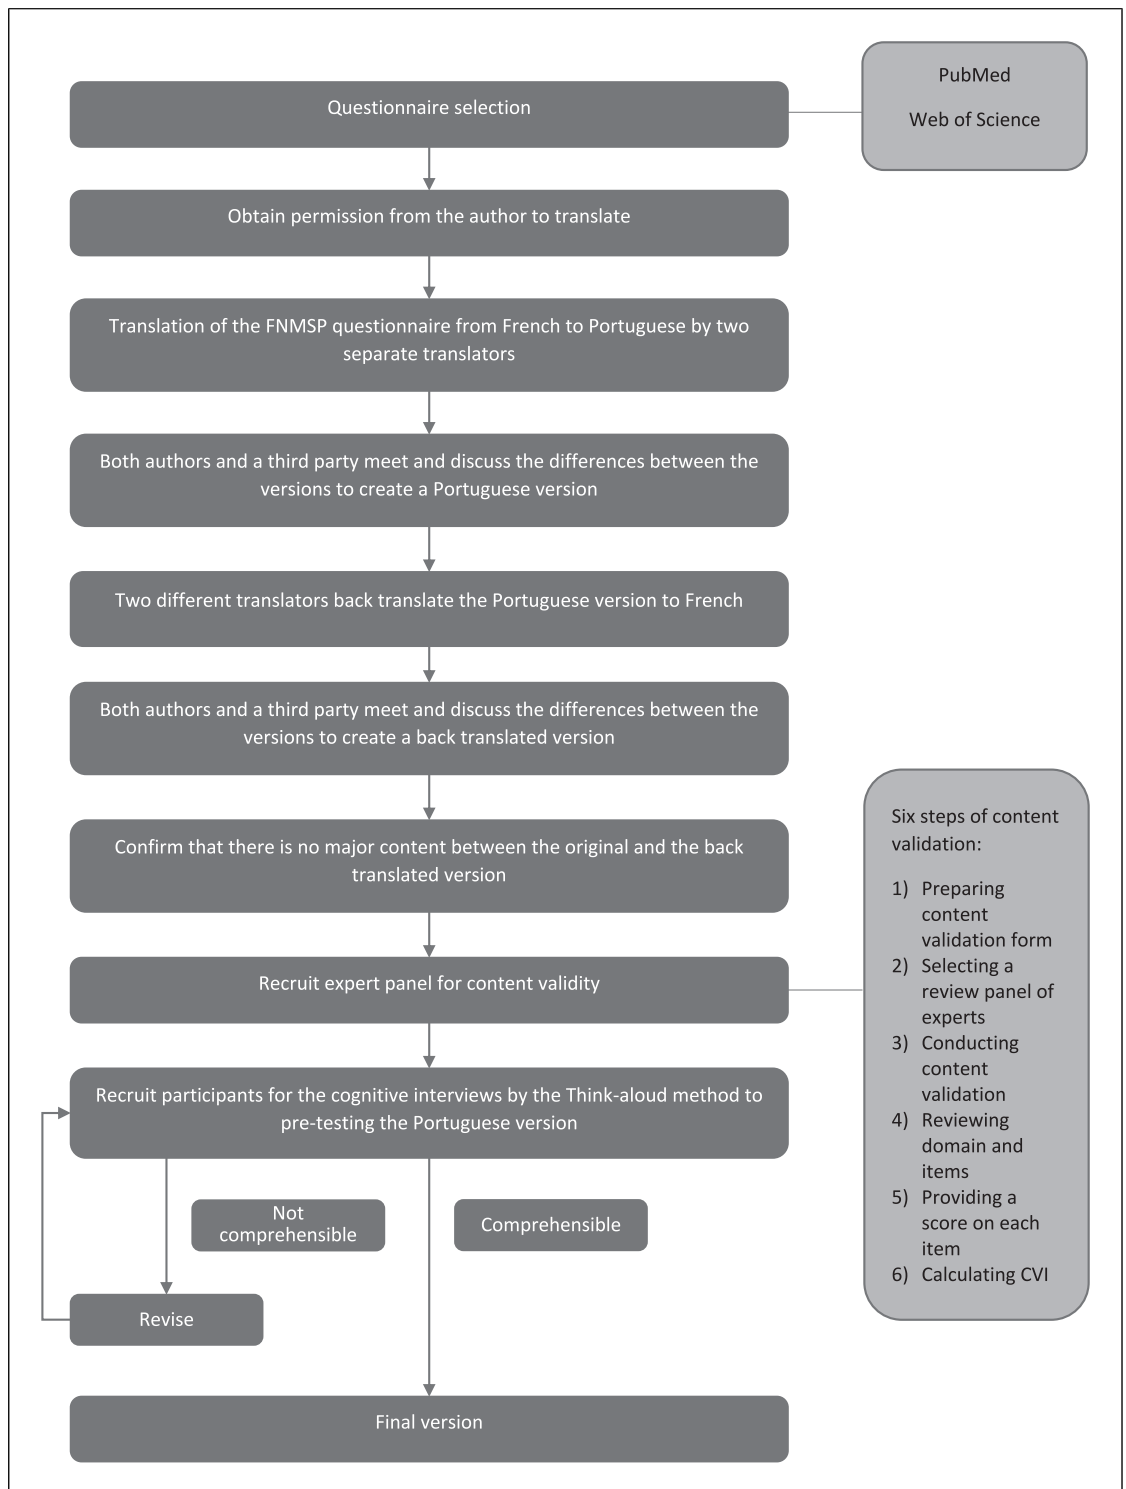 Questionnaire selection
PubMed
Web of Science
Obtain permission from the author to translate
Translation of the FNMSP questionnaire from French to Portuguese by two
separate translators
Both authors and a third party meet and discuss the differences between the
versions to create a Portuguese version
Two different translators back translate the Portuguese version to French
Both authors and a third party meet and discuss the differences between the
versions to create a back translated version
Confirm that there is no major content between the original and the back
translated version
Recruit expert panel for content validity
Six steps of content
validation:
1) Preparing
content
validation form
2) Selecting a
review panel of
experts
3) Conducting
content
validation
4) Reviewing
domain and
items
5) Providing a
score on each
item
6) Calculating CVI
Recruit participants for the cognitive interviews by the Think-aloud method to
pre-testing the Portuguese version
Not
comprehensible
Comprehensible
Revise
Final version